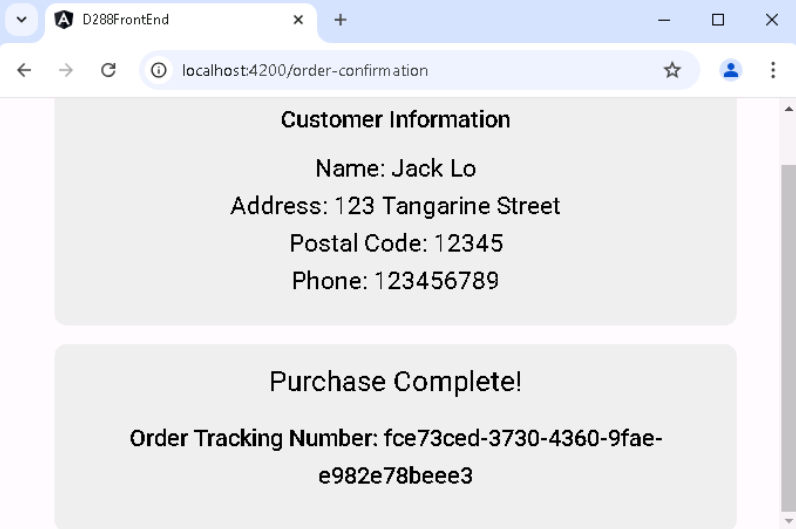 D288FrontEnd
localhost:4200/order-confirmation
Customer Information
Name: Jack Lo
Address: 123 Tangarine Street
Postal Code: 12345
Phone: 123456789
Purchase Complete!
Order Tracking Number: fce73ced-3730-4360-9fae-
e982e78beee3